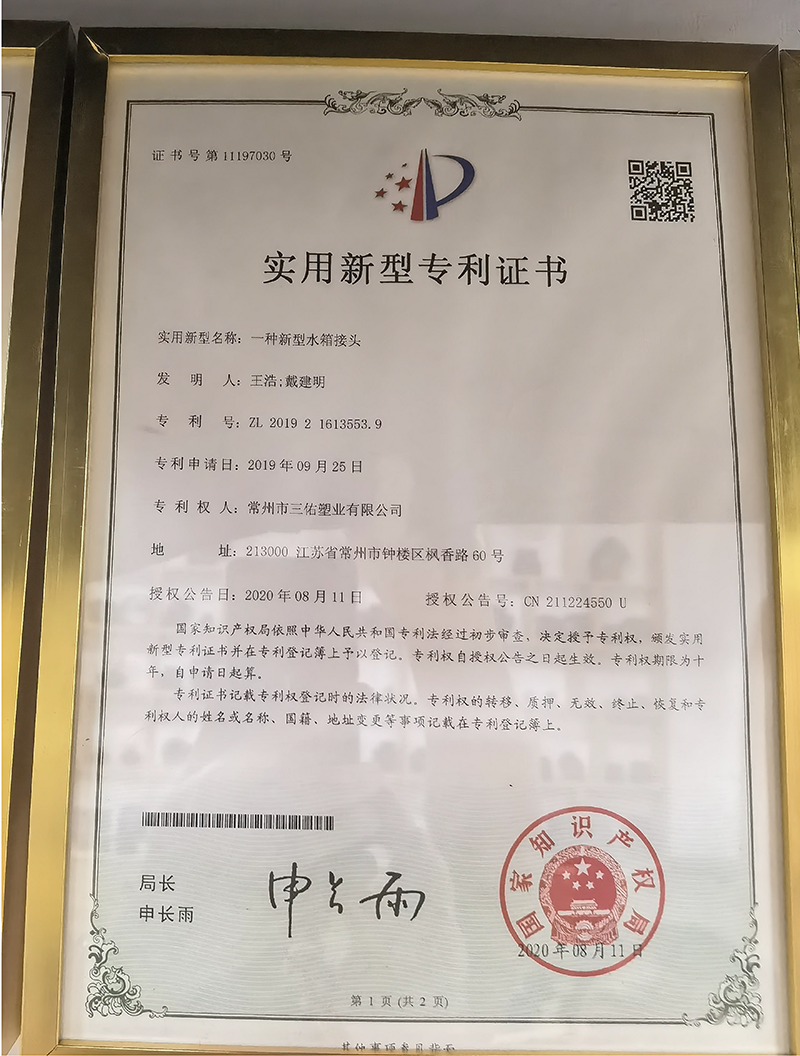 证书号第11197030号
实用新型专利证书
实用新型名称：一种新型水箱接头
发明人：王浩;戴建明
专利号：ZL 2019 2 1613553.9
专利申请日：2019年09月25日
专利权人：常州市三佑塑业有限公司
地址：213000 江苏省常州市钟楼区枫香路60号
授权公告日：2020年08月11日 授权公告号：CN 211224550 U
国家知识产权局依照中华人民共和国专利法经过初步审查，决定授予专利权，颁发实用
新型专利证书并在专利登记簿上予以登记。专利权自授权公告之日起生效。专利权期限为十
年，自申请日起算。
专利证书记载专利权登记时的法律状况。专利权的转移、质押、无效、终止、恢复和专
利权人的姓名或名称、国籍、地址变更等事项记载在专利登记簿上。
局长
申长雨
申长雨
国家知识产权局
2020年08月11日
第1页(共2页)
其他事项参见背面